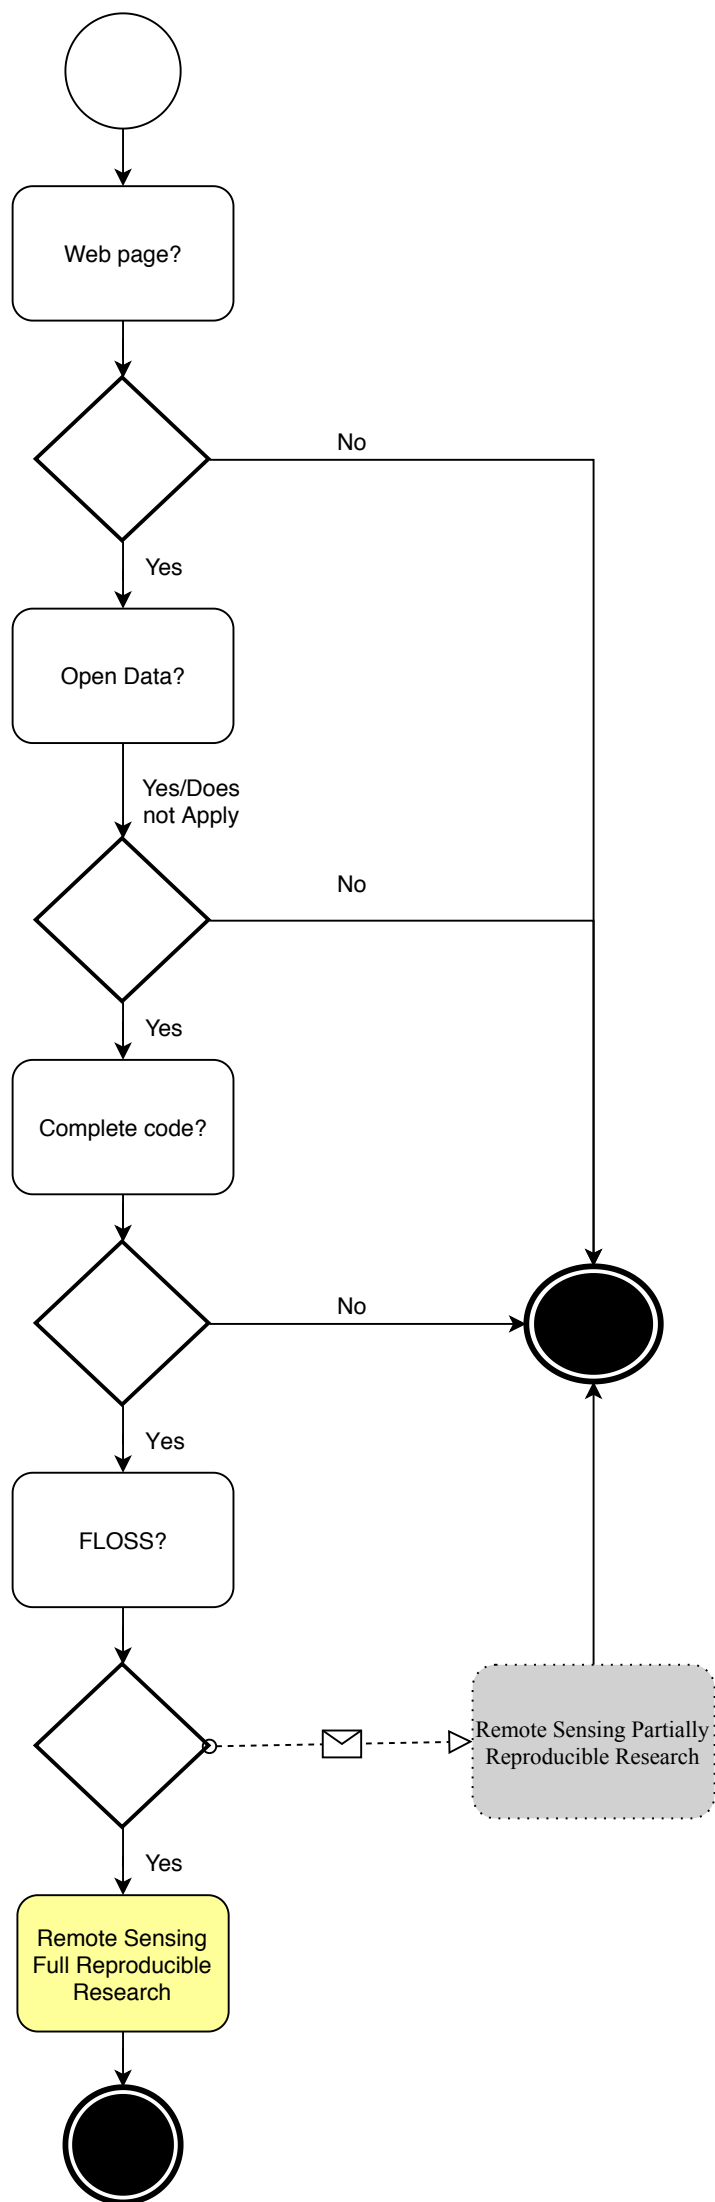 Web page?
No
Yes
Open Data?
Yes/Does
not Apply
No
Yes
Complete code?
No
Yes
FLOSS?
Remote Sensing Partially
Reproducible Research
Yes
Remote Sensing
Full Reproducible
Research